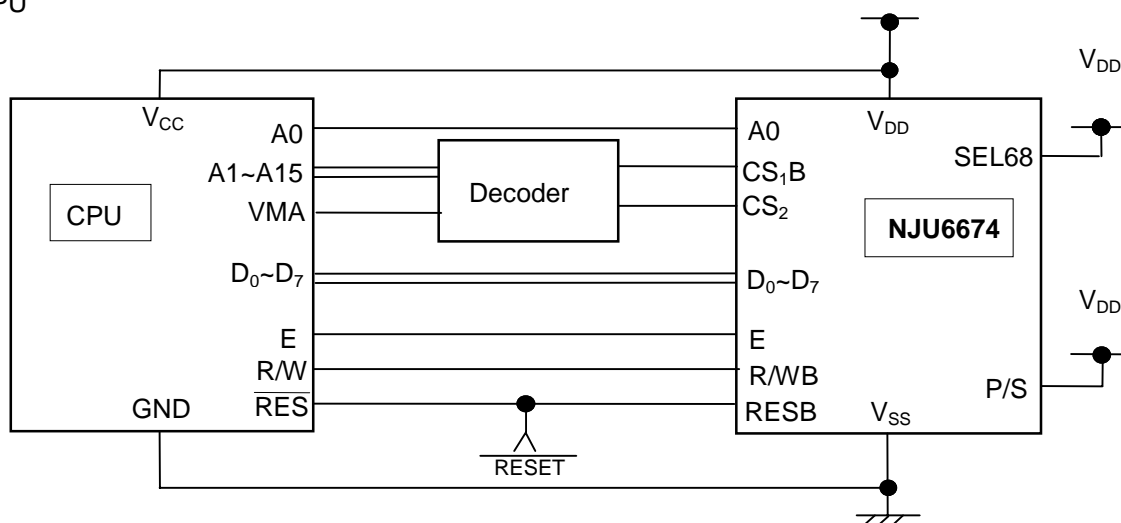 PU
V_DD
V_CC
A0
A1~A15
VMA
CPU
D₀~D₇
E
R/W
RES
GND
Decoder
RESET
V_DD
A0
CS₁B
CS₂
D₀~D₇
E
R/WB
RESB
V_SS
SEL68
NJU6674
P/S
V_DD